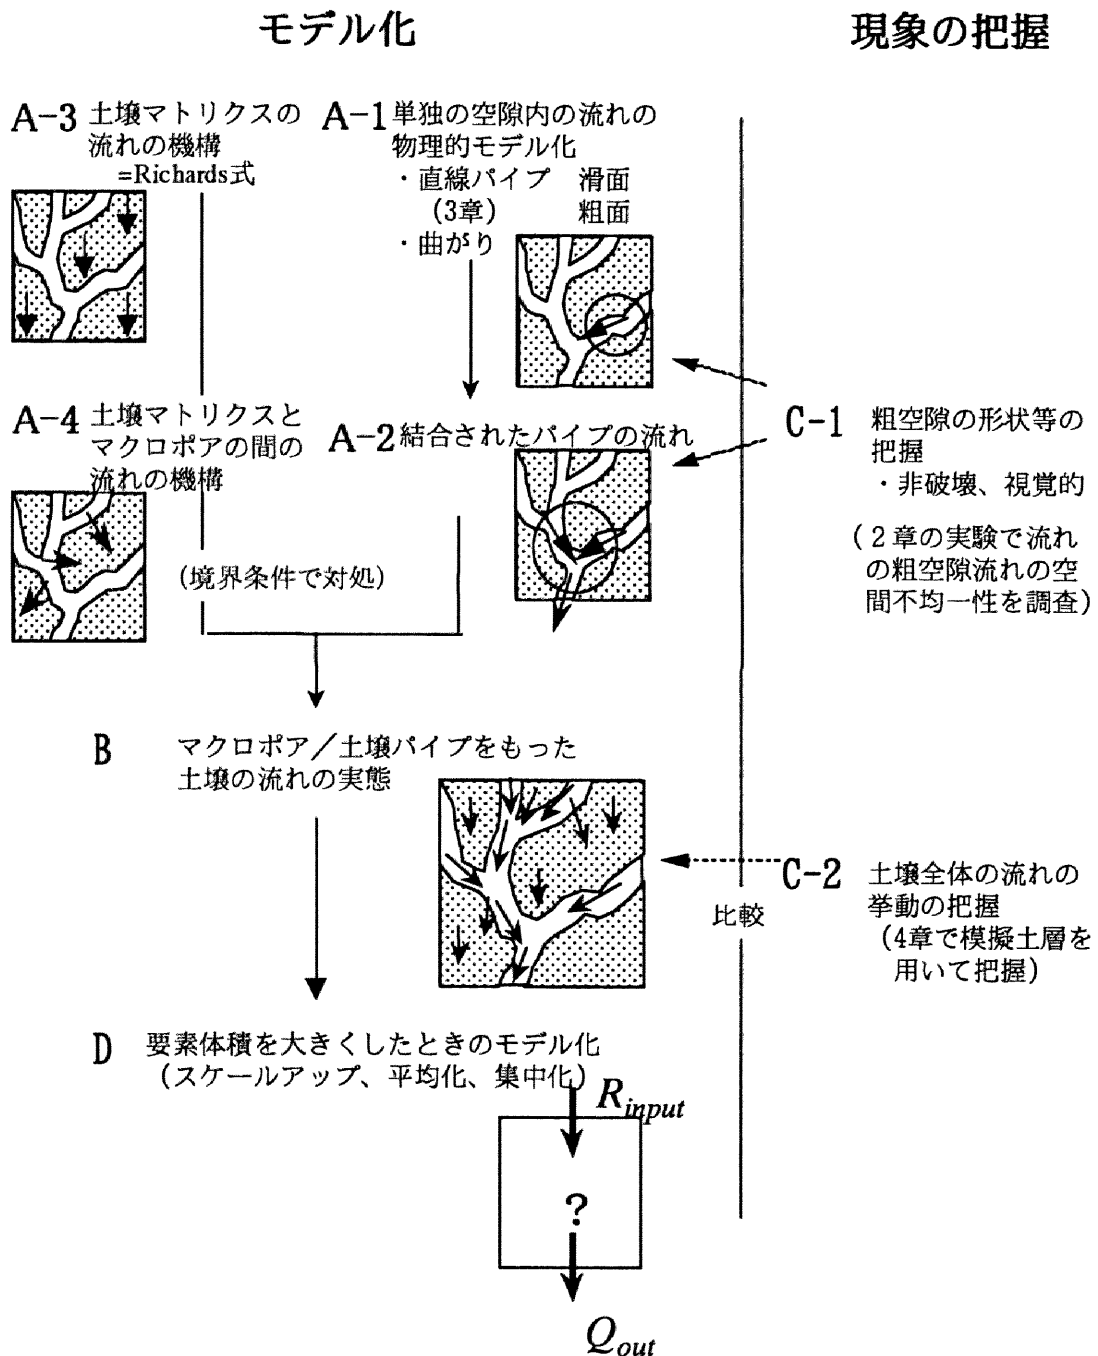 モデル化
現象の把握
A-3 土壌マトリクスの
流れの機構
=Richards式
A-1 単独の空隙内の流れの
物理的モデル化
・直線パイプ 滑面
(3章) 粗面
・曲がり
A-4 土壌マトリクスと
マクロポアの間の
流れの機構
A-2 結合されたパイプの流れ
(境界条件で対処)
C-1 粗空隙の形状等の
把握
・非破壊、視覚的
(2章の実験で流れ
の粗空隙流れの空
間不均一性を調査)
B マクロポア/土壌パイプをもった
土壌の流れの実態
比較
C-2 土壌全体の流れの
挙動の把握
(4章で模擬土層を
用いて把握)
D 要素体積を大きくしたときのモデル化
(スケールアップ、平均化、集中化)
Rinput
?
Qout